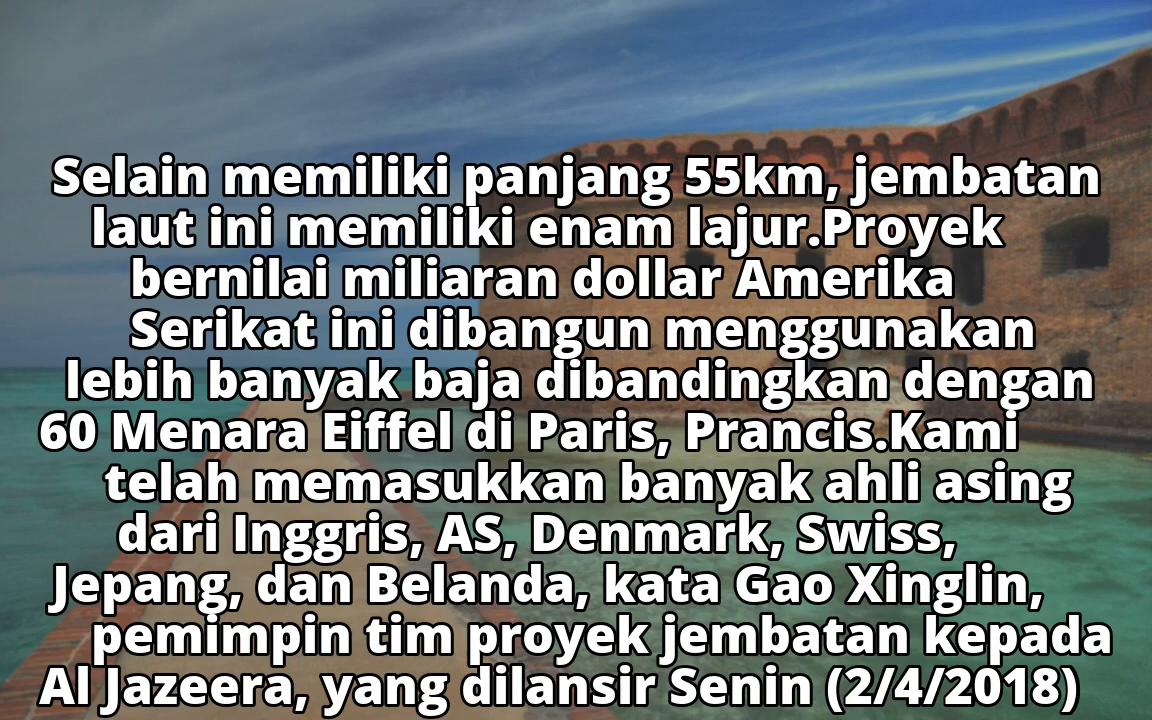 Selain memiliki panjang 55km, jembatan
laut ini memiliki enam lajur.Proyek
bernilai miliaran dollar Amerika
Serikat ini dibangun menggunakan
lebih banyak baja dibandingkan dengan
60 Menara Eiffel di Paris, Prancis.Kami
telah memasukkan banyak ahli asing
dari Inggris, AS, Denmark, Swiss,
Jepang, dan Belanda, kata Gao Xinglin,
pemimpin tim proyek jembatan kepada
Al Jazeera, yang dilansir Senin (2/4/2018)